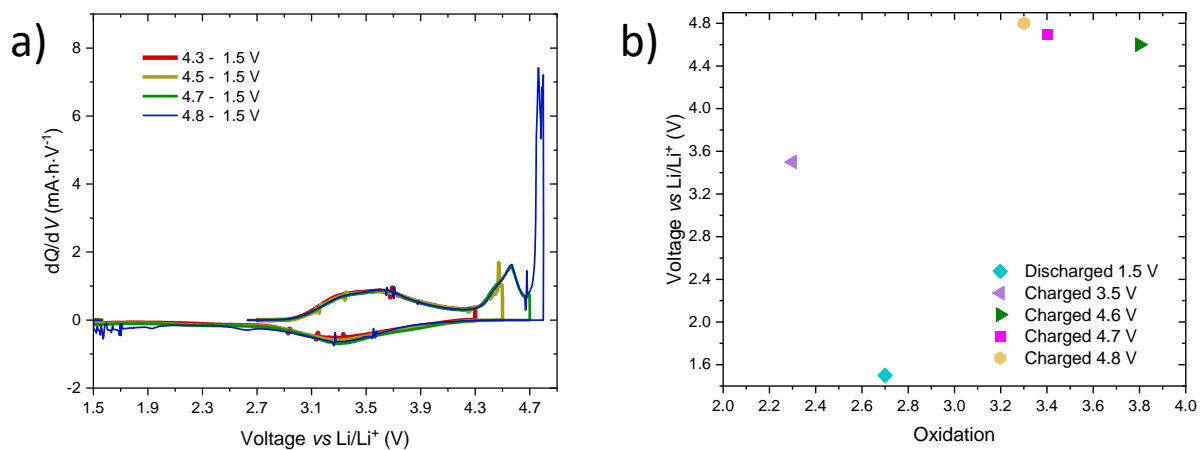 a)
dQ/dV (mA·h·V⁻¹)
8
6
4
2
0
-2
4.3 - 1.5 V
4.5 - 1.5 V
4.7 - 1.5 V
4.8 - 1.5 V
1.5 1.9 2.3 2.7 3.1 3.5 3.9 4.3 4.7
Voltage vs Li/Li⁺ (V)
b)
Voltage vs Li/Li⁺ (V)
4.8
4.4
4.0
3.6
3.2
2.8
2.4
2.0
1.6
Discharged 1.5 V
Charged 3.5 V
Charged 4.6 V
Charged 4.7 V
Charged 4.8 V
2.0 2.2 2.4 2.6 2.8 3.0 3.2 3.4 3.6 3.8 4.0
Oxidation